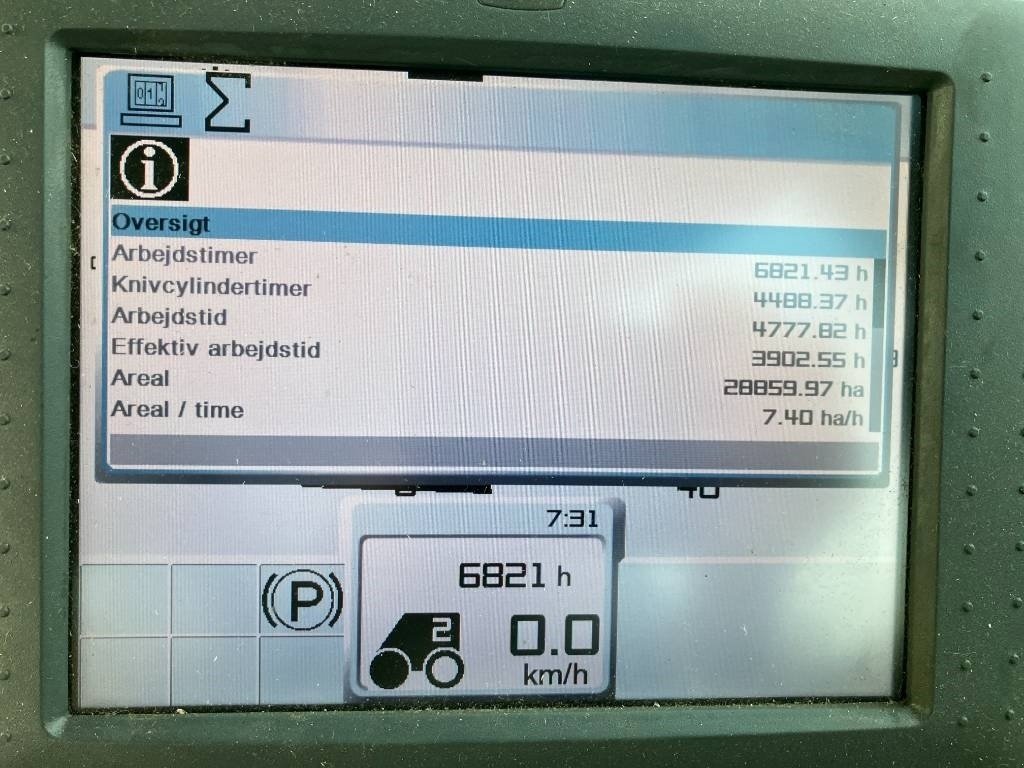 Oversigt
Arbejdstimer 6821.43 h
Knivcylindertimer 4488.37 h
Arbejdstid 4777.82 h
Effektiv arbejdstid 3902.55 h
Areal 28859.97 ha
Areal / time 7.40 ha/h
7:31
6821 h
P
2
0.0
km/h